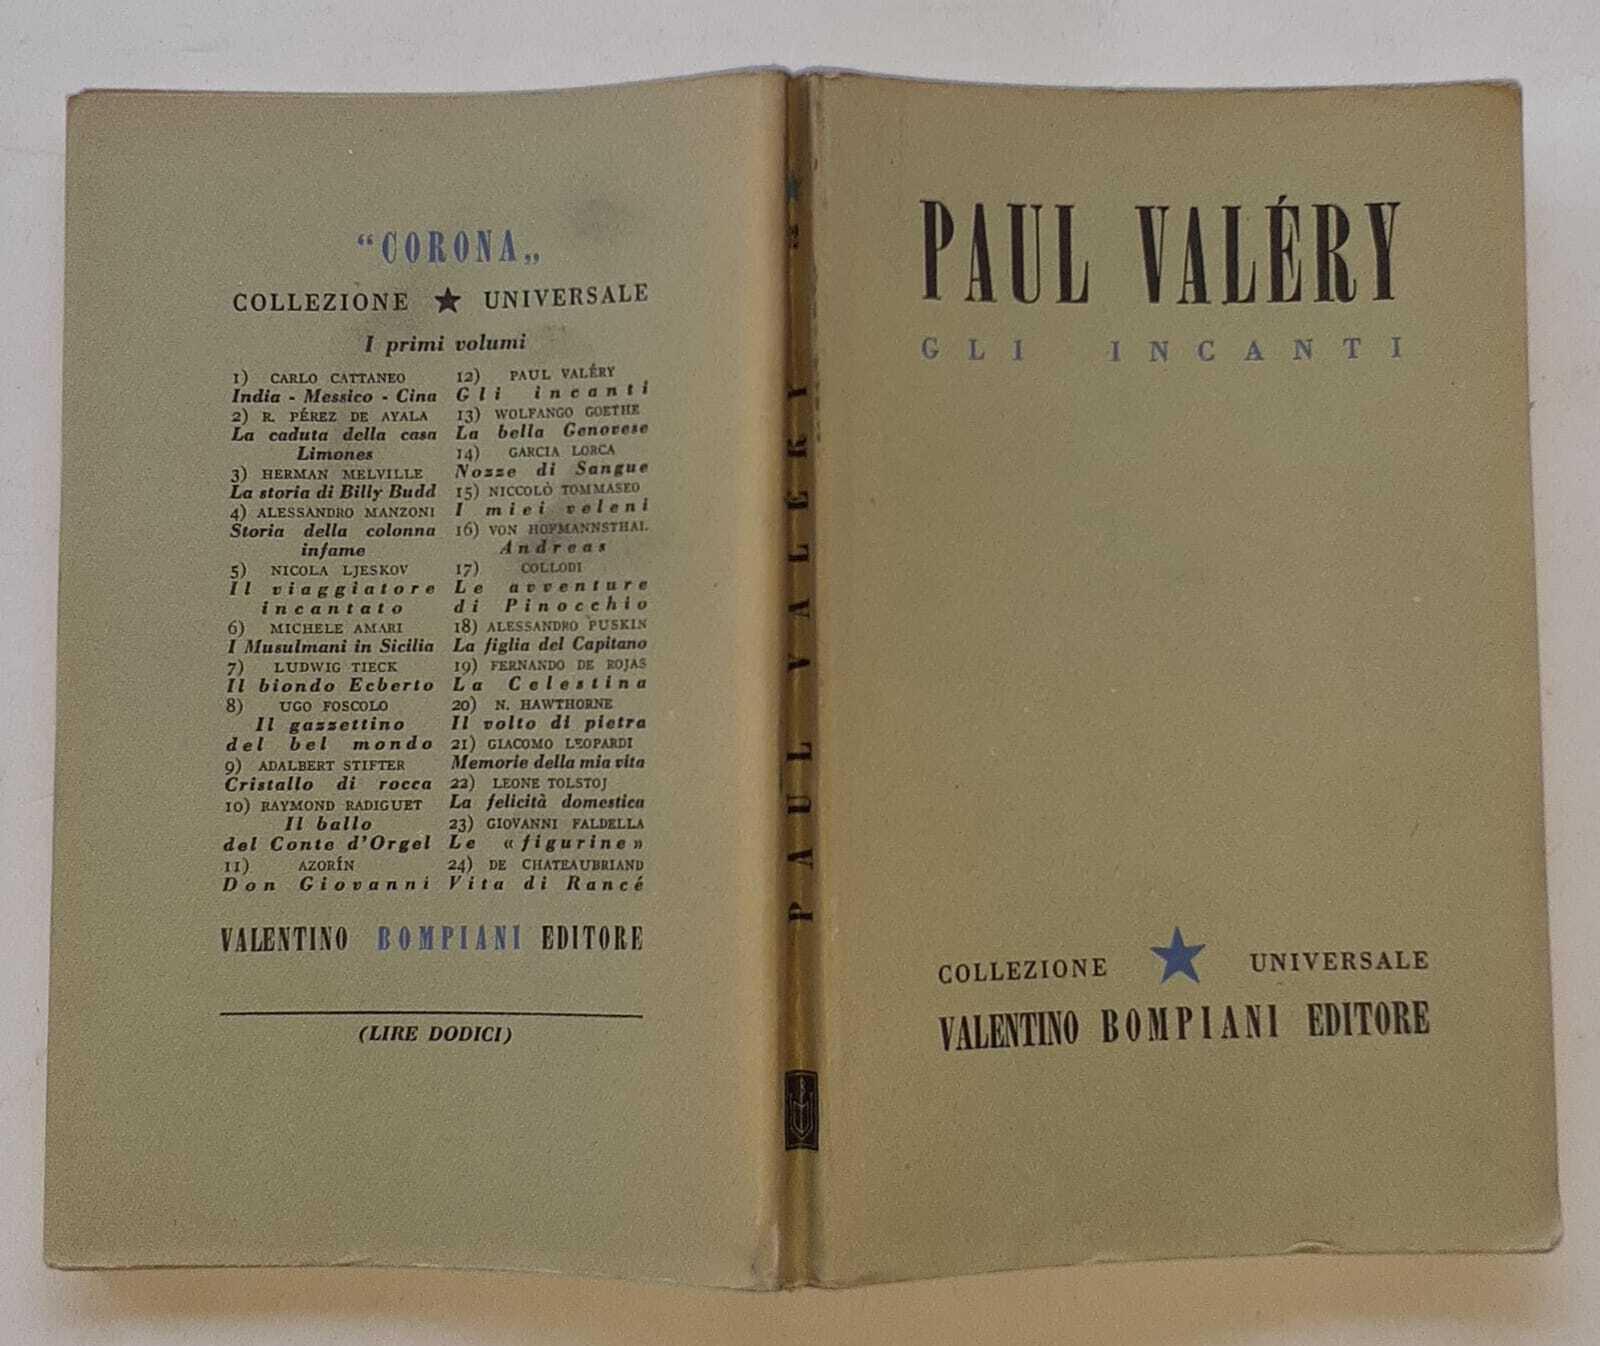 “CORONA„
COLLEZIONE ★ UNIVERSALE
I primi volumi
1) CARLO CATTANEO
India - Messico - Cina
2) R. PÉREZ DE AYALA
La caduta della casa
Limones
3) HERMAN MELVILLE
La storia di Billy Budd
4) ALESSANDRO MANZONI
Storia della colonna
infame
5) NICOLA LJESKOV
Il viaggiatore
incantato
6) MICHELE AMARI
I Musulmani in Sicilia
7) LUDWIG TIECK
Il biondo Ecberto
8) UGO FOSCOLO
Il gazzettino
del bel mondo
9) ADALBERT STIFTER
Cristallo di rocca
10) RAYMOND RADIGUET
Il ballo
del Conte d'Orgel
11) AZORÍN
Don Giovanni
12) PAUL VALÉRY
Gli incanti
13) WOLFANGO GOETHE
La bella Genovese
14) GARCIA LORCA
Nozze di Sangue
15) NICCOLÒ TOMMASEO
I miei veleni
16) VON HOFMANNSTHAL
Andreas
17) COLLODI
Le avventure
di Pinocchio
18) ALESSANDRO PUSKIN
La figlia del Capitano
19) FERNANDO DE ROJAS
La Celestina
20) N. HAWTHORNE
Il volto di pietra
21) GIACOMO LEOPARDI
Memorie della mia vita
22) LEONE TOLSTOJ
La felicità domestica
23) GIOVANNI FALDELLA
Le «figurine»
24) DE CHATEAUBRIAND
Vita di Rancé
VALENTINO BOMPIANI EDITORE
(LIRE DODICI)
PAUL VALÉRY
PAUL VALÉRY
GLI INCANTI
COLLEZIONE ★ UNIVERSALE
VALENTINO BOMPIANI EDITORE